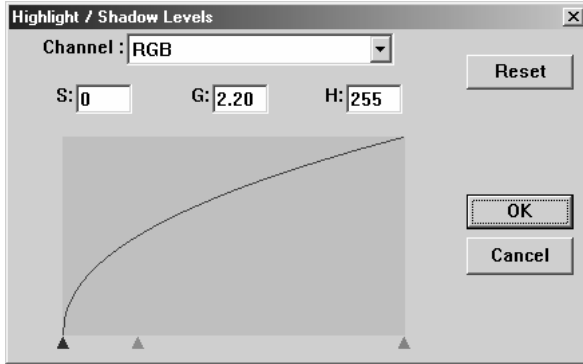 Highlight / Shadow Levels
Channel : RGB
Reset
S: 0 G: 2.20 H: 255
OK
Cancel